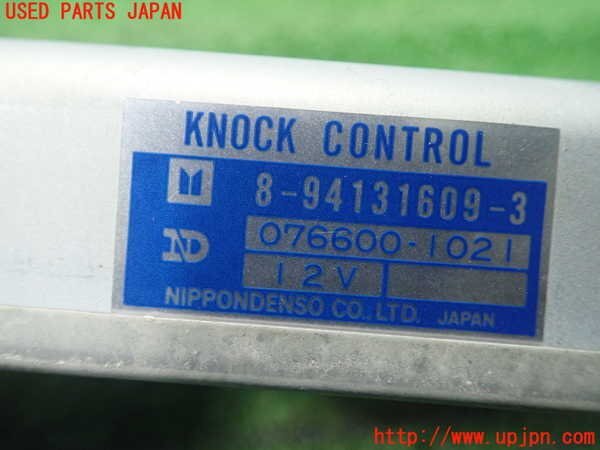 USED PARTS JAPAN
KNOCK CONTROL
8-94131609-3
ND
076600-1021
12V
NIPPONDENSO CO., LTD. JAPAN
http://www.upjpn.com/